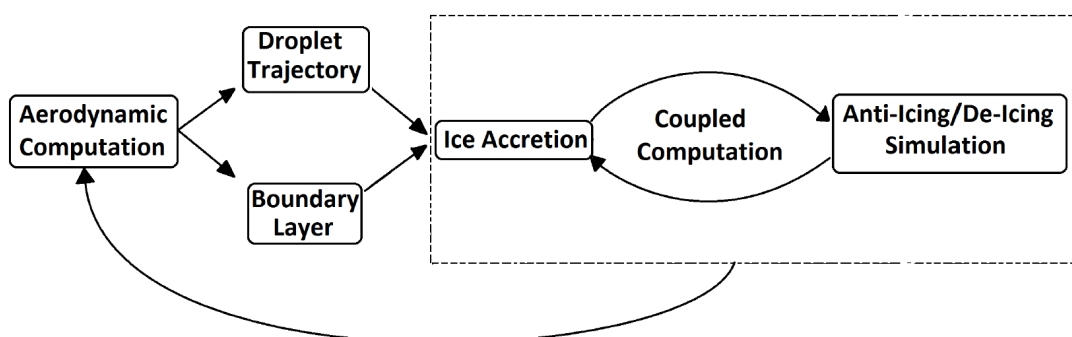 Droplet
Trajectory
Aerodynamic
Computation
Boundary
Layer
Ice Accretion
Coupled
Computation
Anti-Icing/De-Icing
Simulation